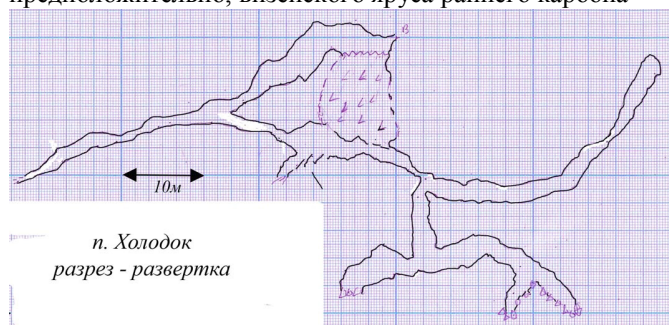 предположительно, визейского яруса раннего карбона
В
10м
п. Холодок
разрез - развертка